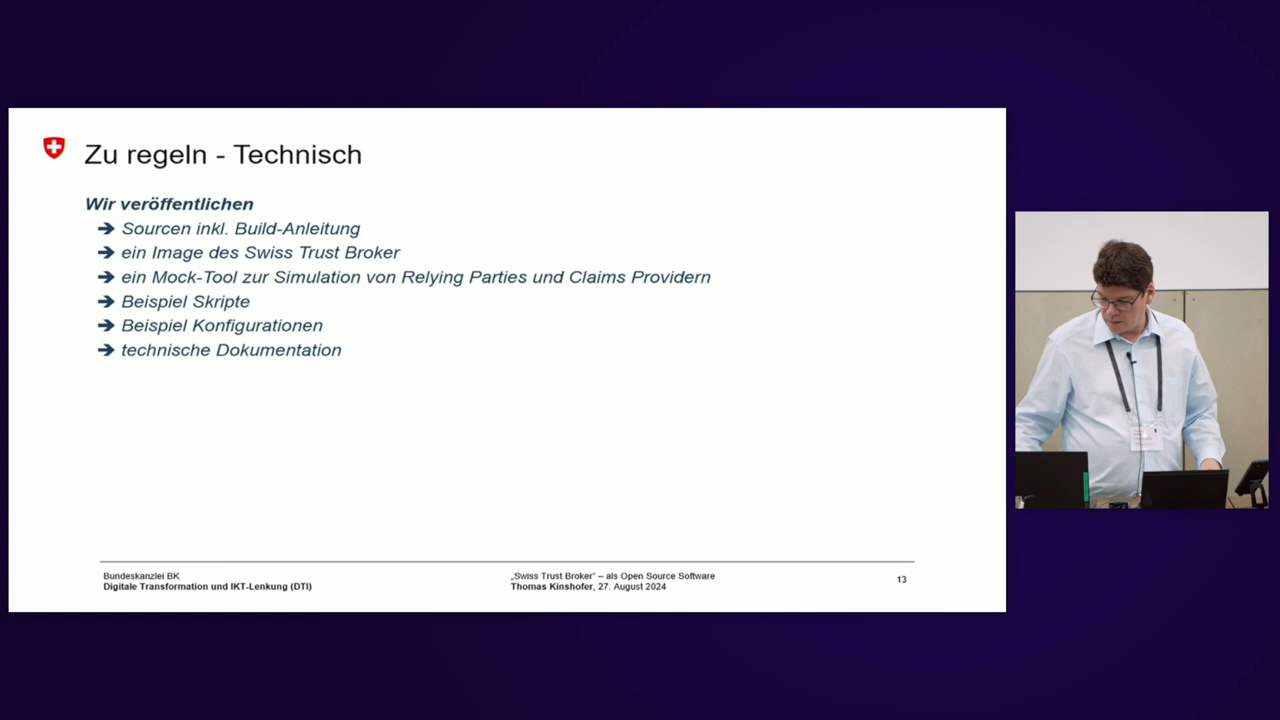 Zu regeln - Technisch
Wir veröffentlichen
➔ Sourcen inkl. Build-Anleitung
➔ ein Image des Swiss Trust Broker
➔ ein Mock-Tool zur Simulation von Relying Parties und Claims Providern
➔ Beispiel Skripte
➔ Beispiel Konfigurationen
➔ technische Dokumentation
Bundeskanzlei BK
Digitale Transformation und IKT-Lenkung (DTI)
„Swiss Trust Broker“ – als Open Source Software
Thomas Kinshofer, 27. August 2024
13